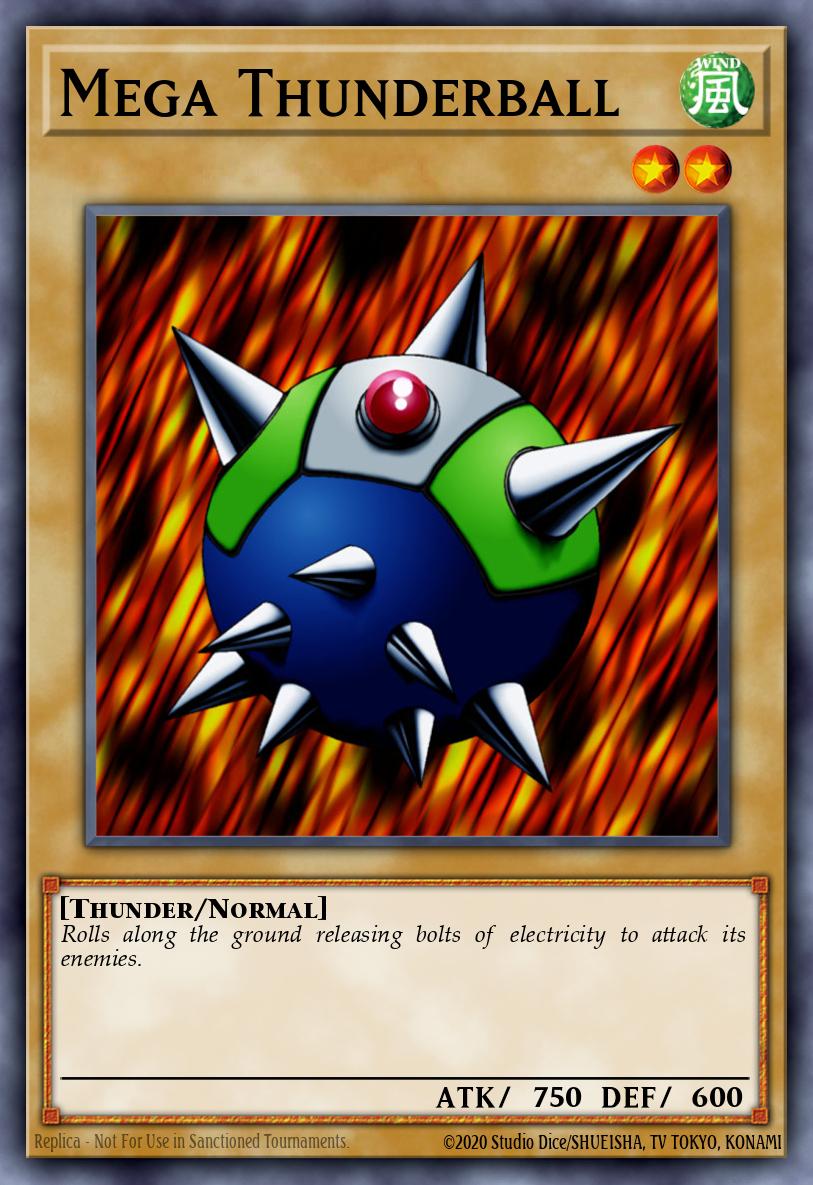 Mega Thunderball
WIND
風
[Thunder/Normal]
Rolls along the ground releasing bolts of electricity to attack its
enemies.
ATK/ 750 DEF/ 600
Replica - Not For Use in Sanctioned Tournaments.
©2020 Studio Dice/SHUEISHA, TV TOKYO, KONAMI